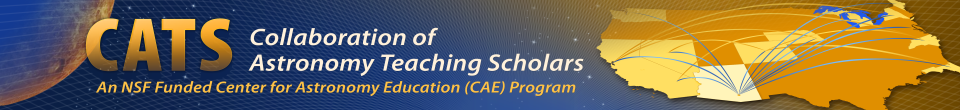 CATS
Collaboration of
Astronomy Teaching Scholars
An NSF Funded Center for Astronomy Education (CAE) Program